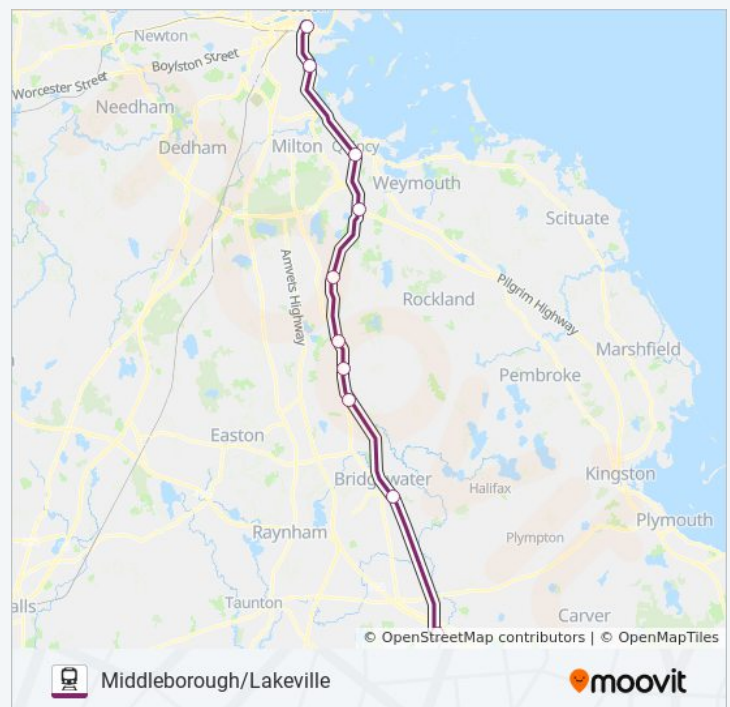 Newton
Boylston Street
Worcester Street
Needham
Dedham
Milton
Quincy
Weymouth
Scituate
Amvets Highway
Pilgrim Highway
Rockland
Marshfield
Pembroke
Easton
Bridgewater
Halifax
Kingston
Plymouth
Raynham
Plympton
Taunton
alls
Carver
© OpenStreetMap contributors | © OpenMapTiles
Middleborough/Lakeville
moovit